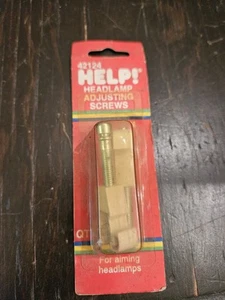 42124
HELP!
HEADLAMP
ADJUSTING
SCREWS
For aiming
headlamps